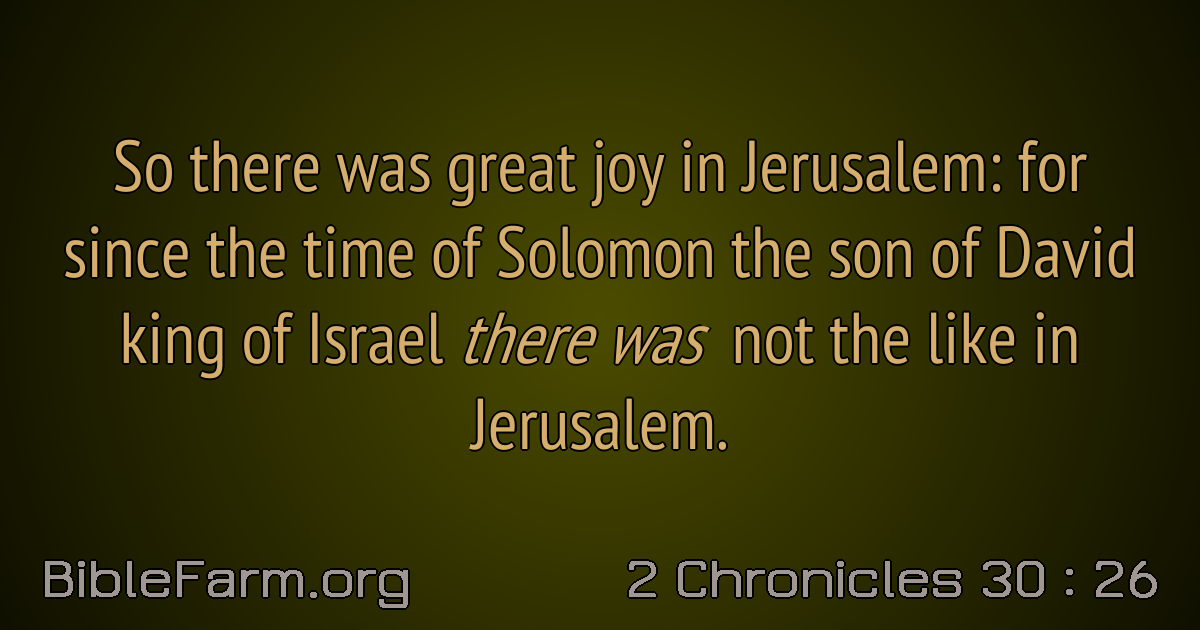 So there was great joy in Jerusalem: for
since the time of Solomon the son of David
king of Israel there was not the like in
Jerusalem.
BibleFarm.org
2 Chronicles 30 : 26